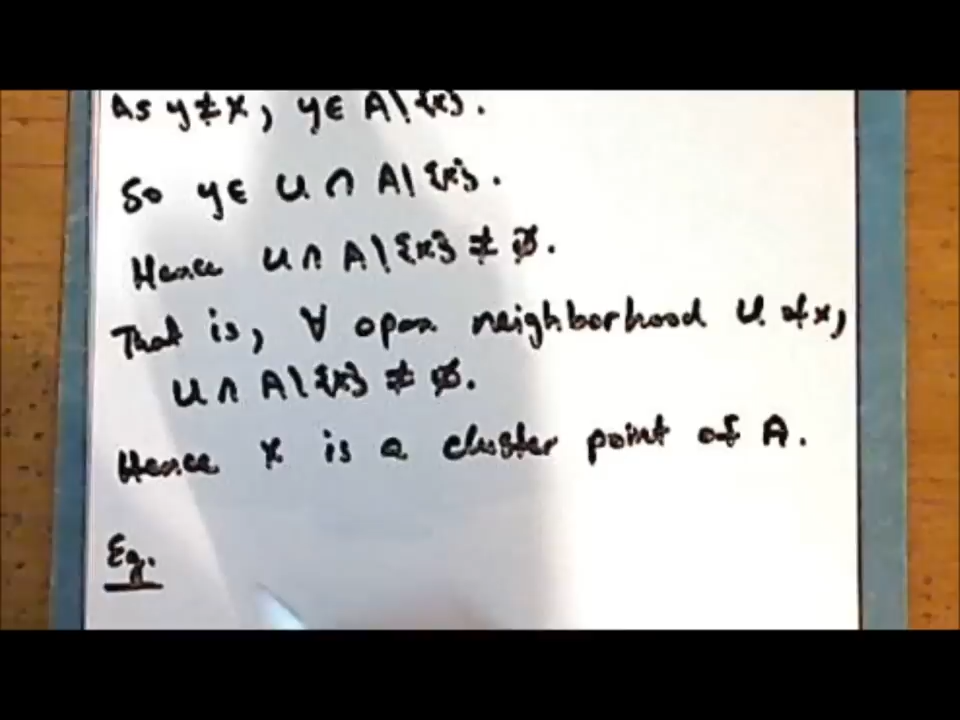 As y≠x, y∈ A\{x}.
So y∈ U ∩ A\{x}.
Hence U ∩ A\{x} ≠ ∅.
That is, ∀ open neighborhood U of x,
U ∩ A\{x} ≠ ∅.
Hence x is a cluster point of A.
Eg.